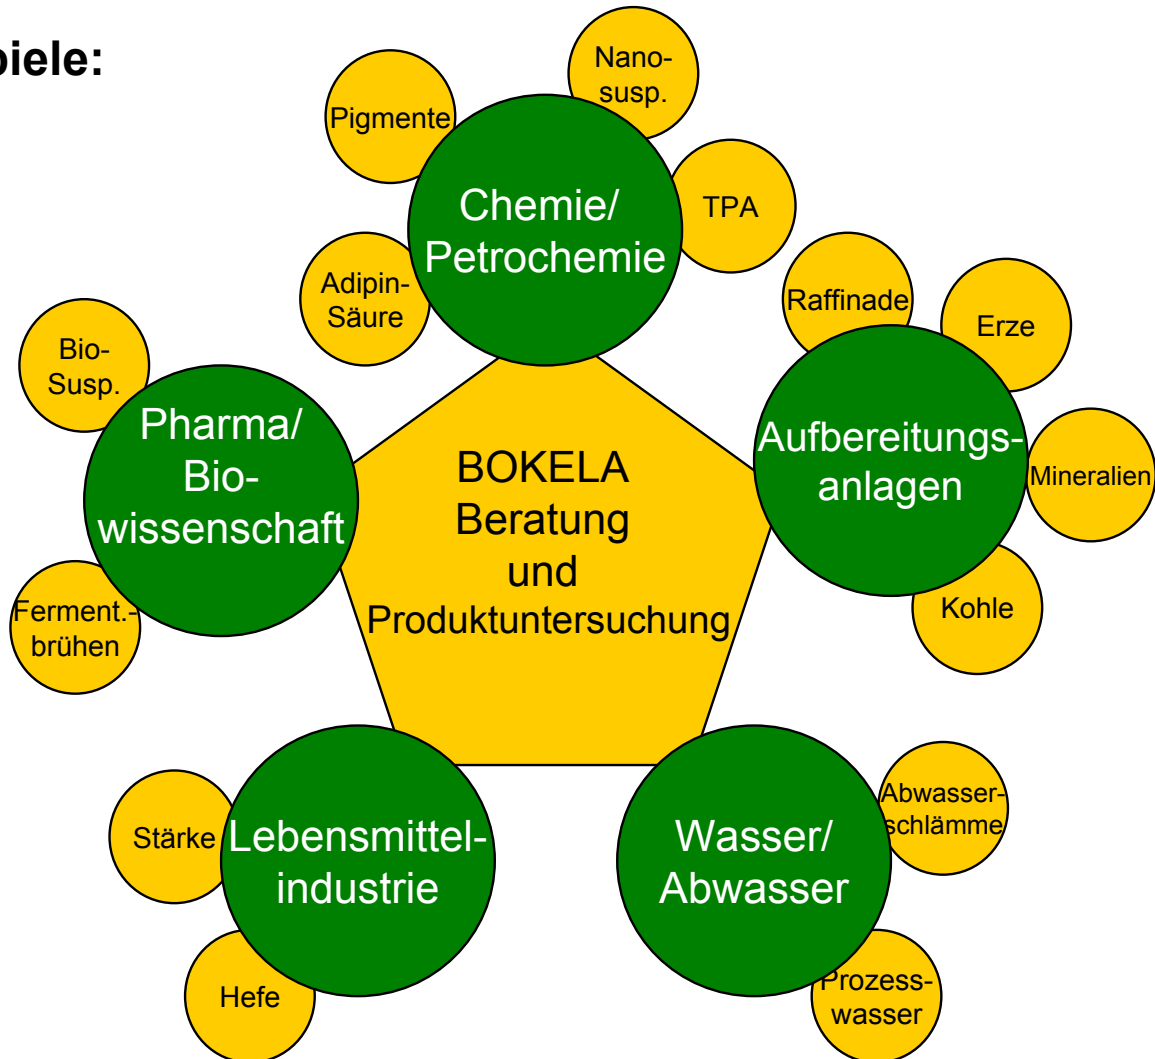 piele:
Nano-
susp.
Pigmente
Chemie/
Petrochemie
TPA
Adipin-
Säure
Raffinade
Erze
Bio-
Susp.
Pharma/
Bio-
wissenschaft
BOKELA
Beratung
und
Produktuntersuchung
Aufbereitungs-
anlagen
Mineralien
Ferment.-
brühen
Kohle
Stärke
Lebensmittel-
industrie
Hefe
Wasser/
Abwasser
Abwasser-
schlämme
Prozess-
wasser